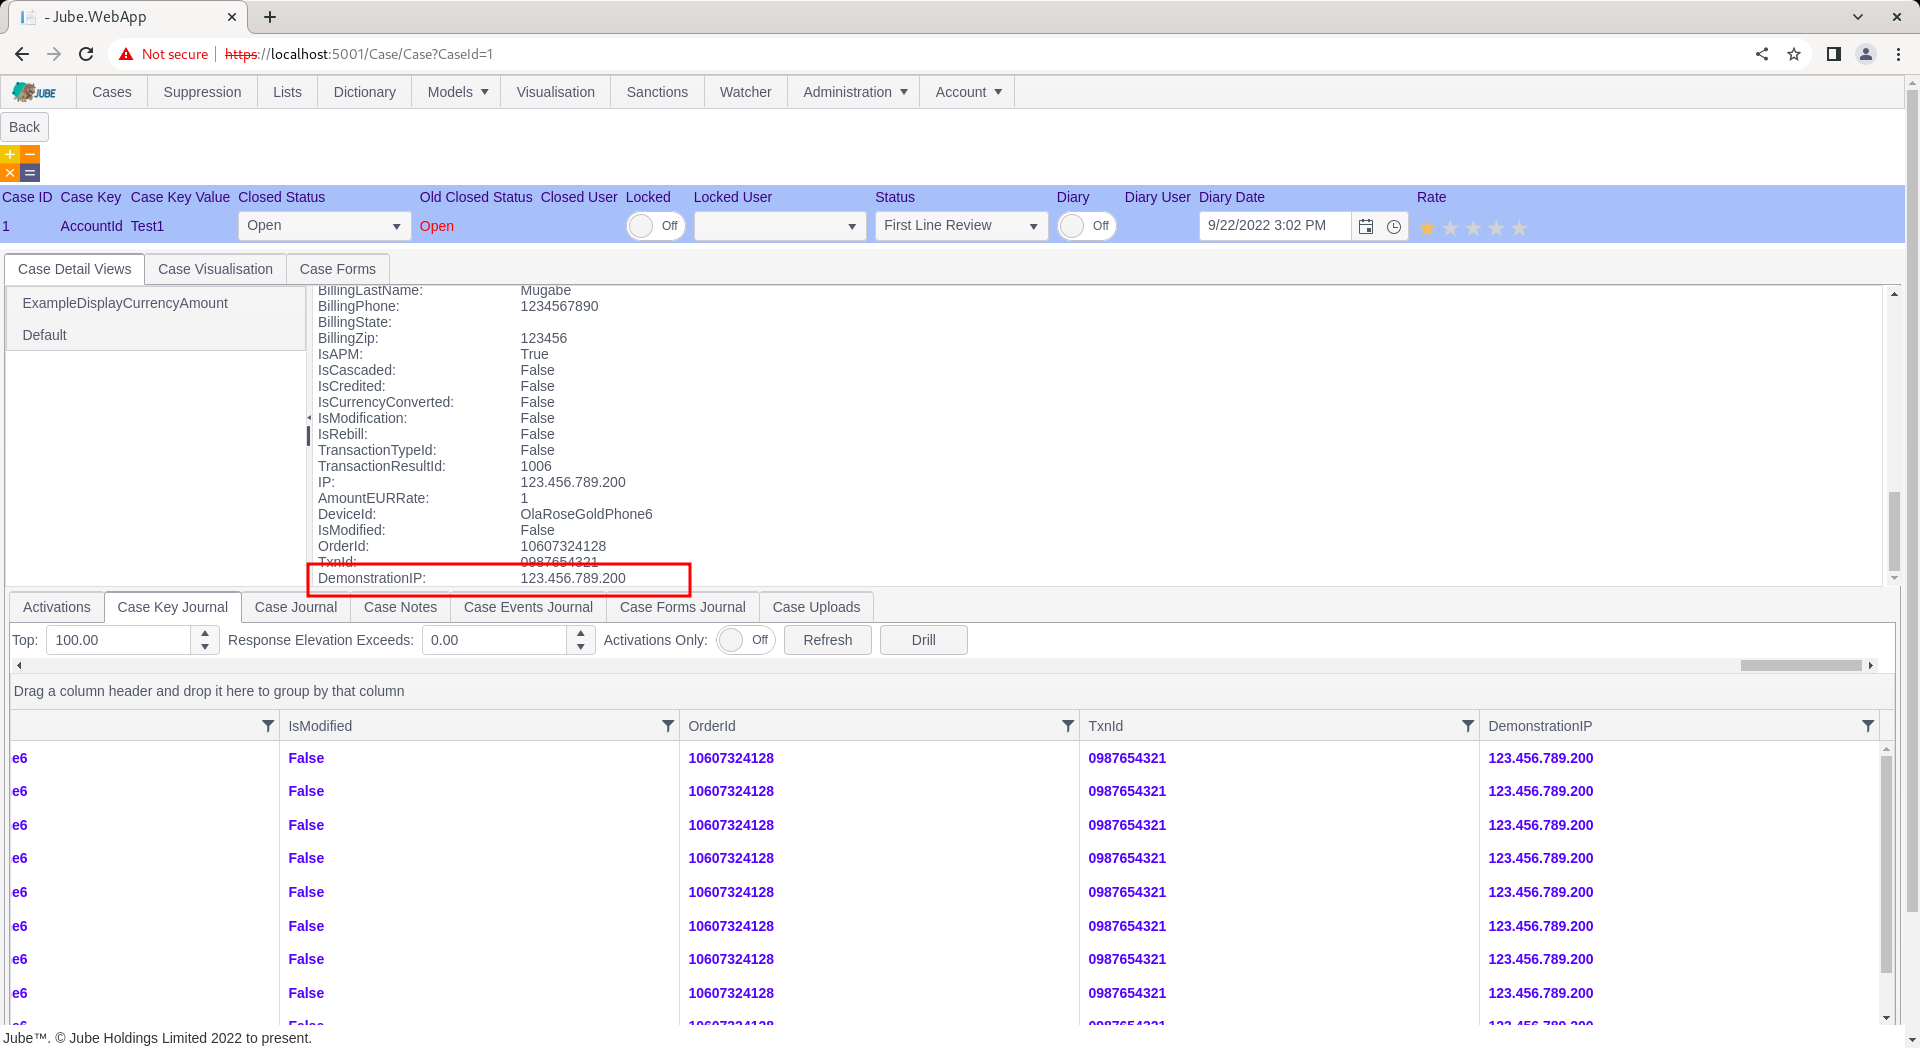 - Jube.WebApp
Not secure https://localhost:5001/Case/Case?CaseId=1
JUBE Cases Suppression Lists Dictionary Models Visualisation Sanctions Watcher Administration Account
Back
Case ID Case Key Case Key Value Closed Status Old Closed Status Closed User Locked Locked User Status Diary Diary User Diary Date Rate
1 AccountId Test1 Open Open Off First Line Review Off 9/22/2022 3:02 PM
Case Detail Views Case Visualisation Case Forms
ExampleDisplayCurrencyAmount
Default
BillingLastName: Mugabe
BillingPhone: 1234567890
BillingState:
BillingZip: 123456
IsAPM: True
IsCascaded: False
IsCredited: False
IsCurrencyConverted: False
IsModification: False
IsRebill: False
TransactionTypeId: False
TransactionResultId: 1006
IP: 123.456.789.200
AmountEURRate: 1
DeviceId: OlaRoseGoldPhone6
IsModified: False
OrderId: 10607324128
TxnId: 0987654321
DemonstrationIP: 123.456.789.200
Activations Case Key Journal Case Journal Case Notes Case Events Journal Case Forms Journal Case Uploads
Top: 100.00 Response Elevation Exceeds: 0.00 Activations Only: Off Refresh Drill
Drag a column header and drop it here to group by that column
IsModified OrderId TxnId DemonstrationIP
e6 False 10607324128 0987654321 123.456.789.200
e6 False 10607324128 0987654321 123.456.789.200
e6 False 10607324128 0987654321 123.456.789.200
e6 False 10607324128 0987654321 123.456.789.200
e6 False 10607324128 0987654321 123.456.789.200
e6 False 10607324128 0987654321 123.456.789.200
e6 False 10607324128 0987654321 123.456.789.200
e6 False 10607324128 0987654321 123.456.789.200
e6 False 10607324128 0987654321 123.456.789.200
Jube™. © Jube Holdings Limited 2022 to present.